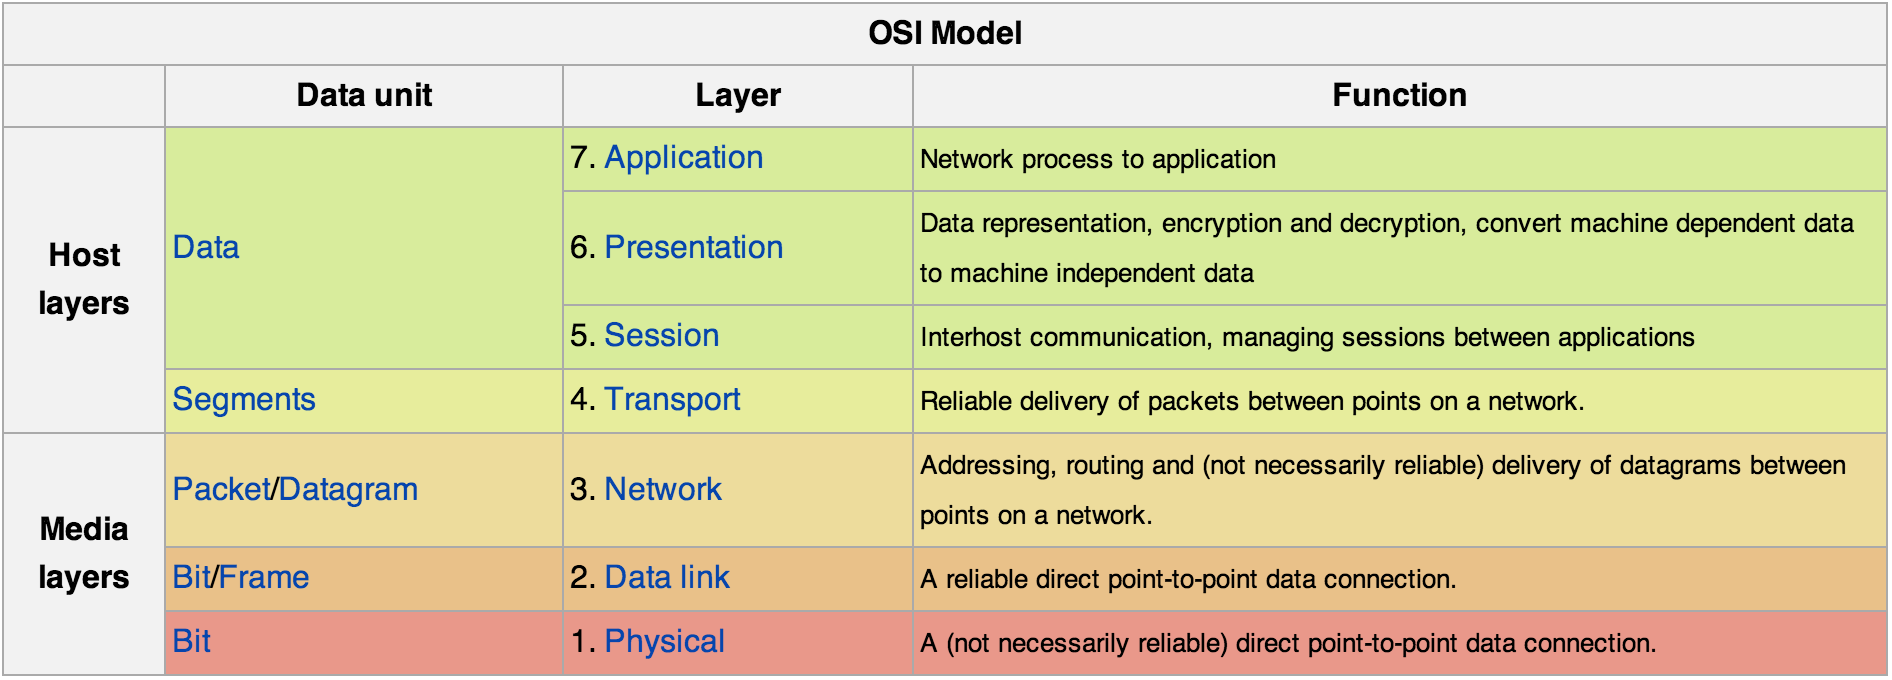 OSI Model
Data unit
Layer
Function
Host
layers
Data
7. Application
Network process to application
6. Presentation
Data representation, encryption and decryption, convert machine dependent data
to machine independent data
5. Session
Interhost communication, managing sessions between applications
Segments
4. Transport
Reliable delivery of packets between points on a network.
Media
layers
Packet/Datagram
3. Network
Addressing, routing and (not necessarily reliable) delivery of datagrams between
points on a network.
Bit/Frame
2. Data link
A reliable direct point-to-point data connection.
Bit
1. Physical
A (not necessarily reliable) direct point-to-point data connection.